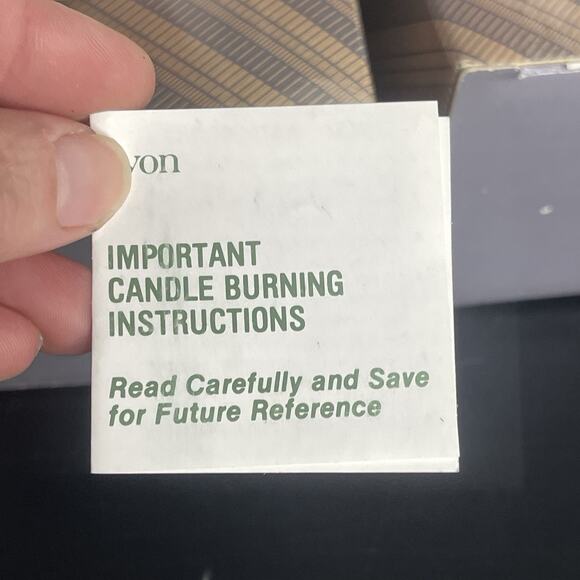 von
IMPORTANT
CANDLE BURNING
INSTRUCTIONS
Read Carefully and Save
for Future Reference